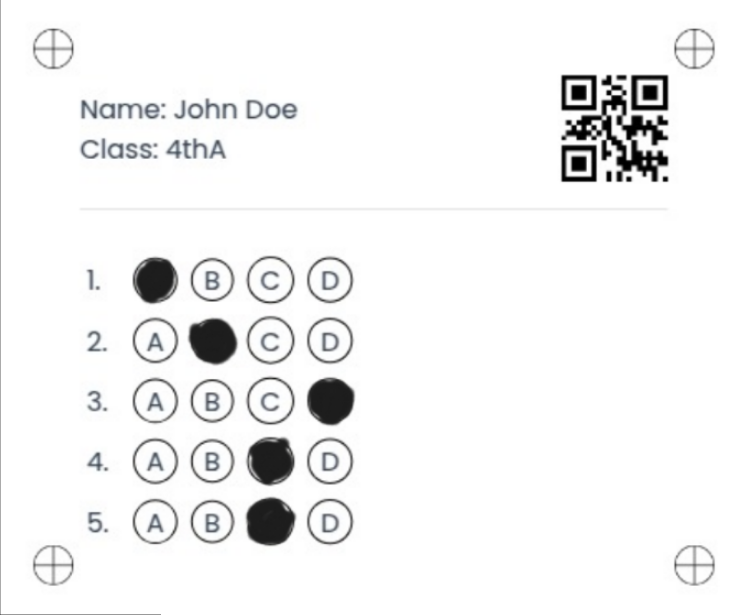 Name: John Doe
Class: 4thA
1. B C D
2. A C D
3. A B C
4. A B D
5. A B D